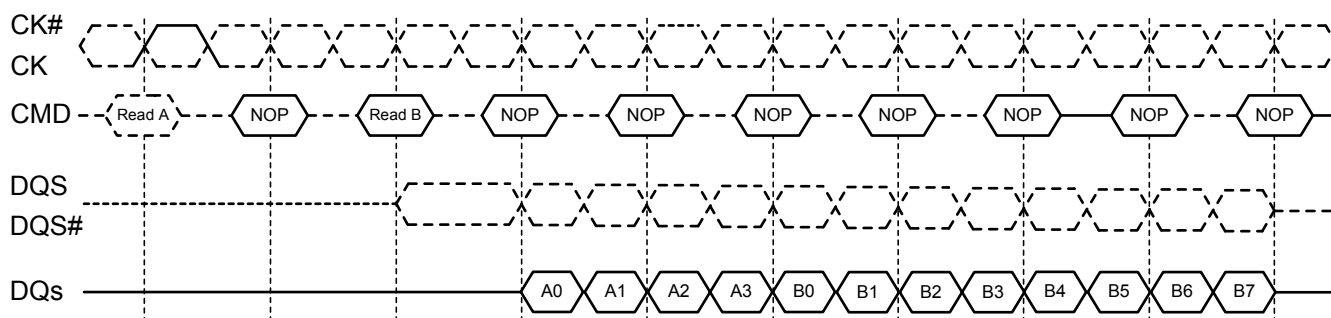 CK#
CK
CMD Read A NOP Read B NOP NOP NOP NOP NOP NOP NOP
DQS
DQS#
DQs A0 A1 A2 A3 B0 B1 B2 B3 B4 B5 B6 B7